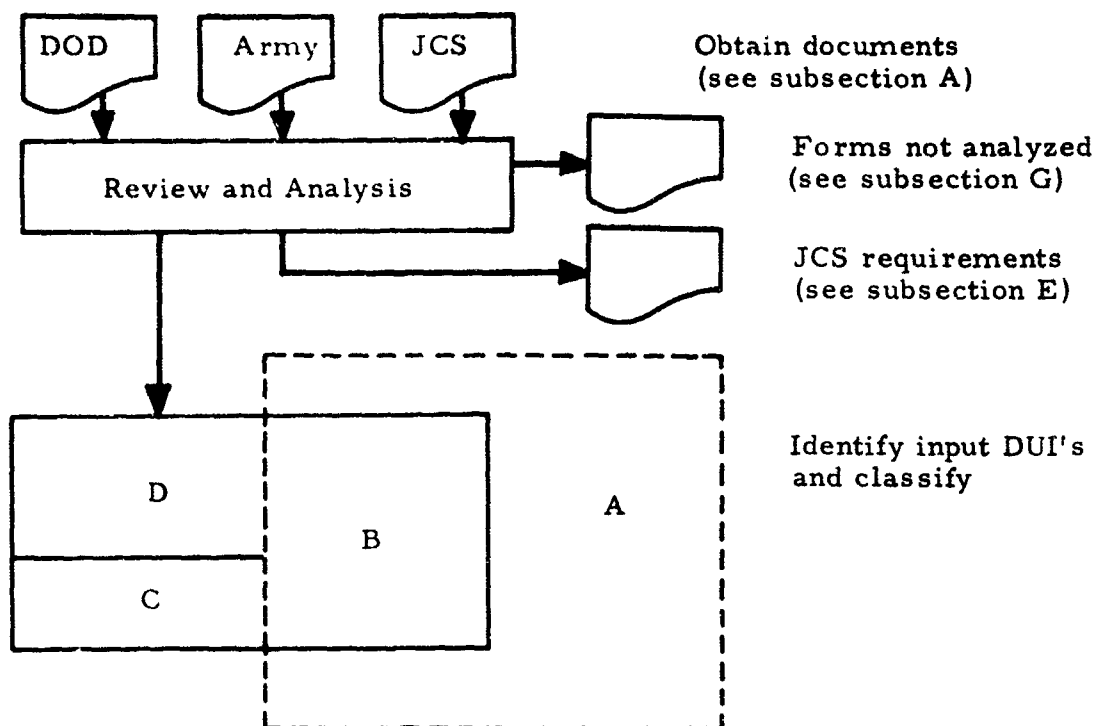 DOD
Army
JCS
Obtain documents
(see subsection A)
Review and Analysis
Forms not analyzed
(see subsection G)
JCS requirements
(see subsection E)
Identify input DUI's
and classify
D
B
A
C